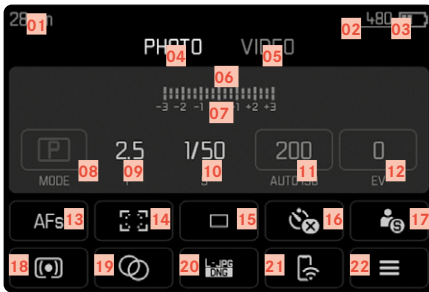 01 02 480 03
PHOTO VIDEO
04 05
06
-3 -2 -1 +2 +3
07
P 2.5 1/50 200 0
08 09 10 11 12
MODE AUTO ISO EV
AFs 13 14 15 16 S 17
18 19 20 L-JPG 21 22
DNG